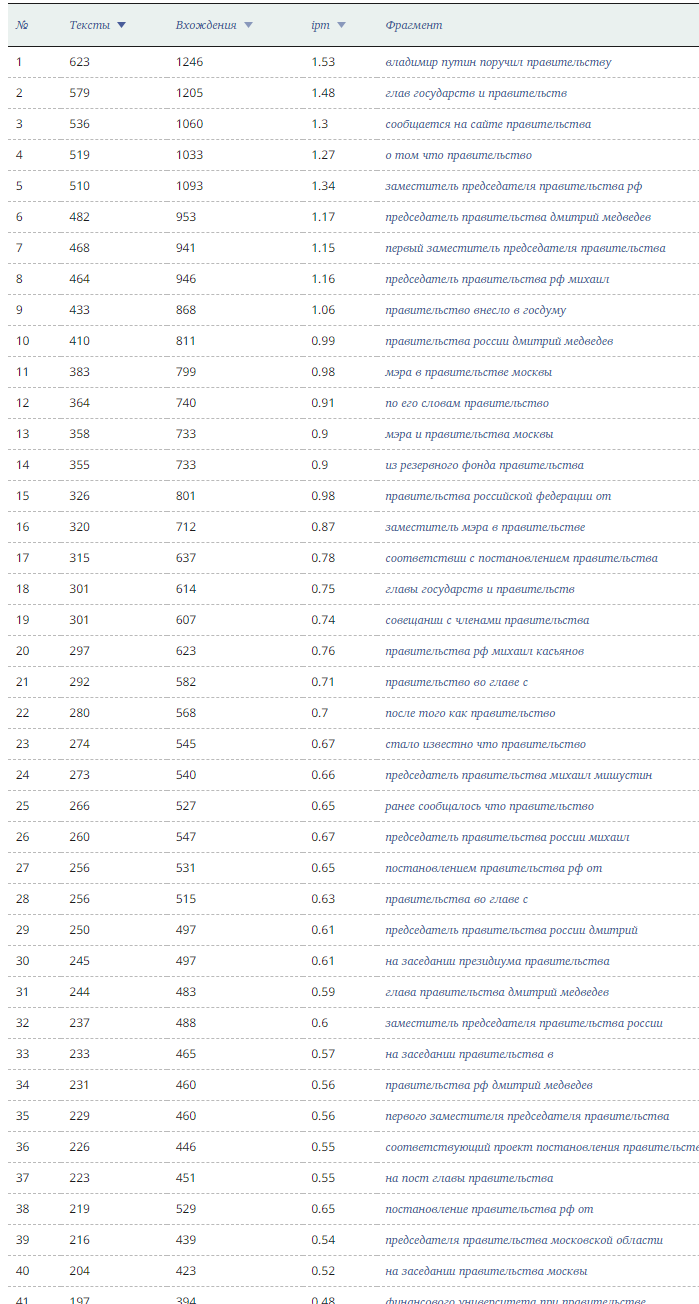 № Тексты Вхождения ipm Фрагмент
1 623 1246 1.53 владимир путин поручил правительству
2 579 1205 1.48 глав государств и правительств
3 536 1060 1.3 сообщается на сайте правительства
4 519 1033 1.27 о том что правительство
5 510 1093 1.34 заместитель председателя правительства рф
6 482 953 1.17 председатель правительства дмитрий медведев
7 468 941 1.15 первый заместитель председателя правительства
8 464 946 1.16 председатель правительства рф михаил
9 433 868 1.06 правительство внесло в госдуму
10 410 811 0.99 правительства россии дмитрий медведев
11 383 799 0.98 мэра в правительстве москвы
12 364 740 0.91 по его словам правительство
13 358 733 0.9 мэра и правительства москвы
14 355 733 0.9 из резервного фонда правительства
15 326 801 0.98 правительства российской федерации от
16 320 712 0.87 заместитель мэра в правительстве
17 315 637 0.78 соответствии с постановлением правительства
18 301 614 0.75 главы государств и правительств
19 301 607 0.74 совещании с членами правительства
20 297 623 0.76 правительства рф михаил касьянов
21 292 582 0.71 правительство во главе с
22 280 568 0.7 после того как правительство
23 274 545 0.67 стало известно что правительство
24 273 540 0.66 председатель правительства михаил мишустин
25 266 527 0.65 ранее сообщалось что правительство
26 260 547 0.67 председатель правительства россии михаил
27 256 531 0.65 постановлением правительства рф от
28 256 515 0.63 правительства во главе с
29 250 497 0.61 председатель правительства россии дмитрий
30 245 497 0.61 на заседании президиума правительства
31 244 483 0.59 глава правительства дмитрий медведев
32 237 488 0.6 заместитель председателя правительства россии
33 233 465 0.57 на заседании правительства в
34 231 460 0.56 правительства рф дмитрий медведев
35 229 460 0.56 первого заместителя председателя правительства
36 226 446 0.55 соответствующий проект постановления правительств
37 223 451 0.55 на пост главы правительства
38 219 529 0.65 постановление правительства рф от
39 216 439 0.54 председателя правительства московской области
40 204 423 0.52 на заседании правительства москвы
41 197 394 0.48 финансового университета при правительстве